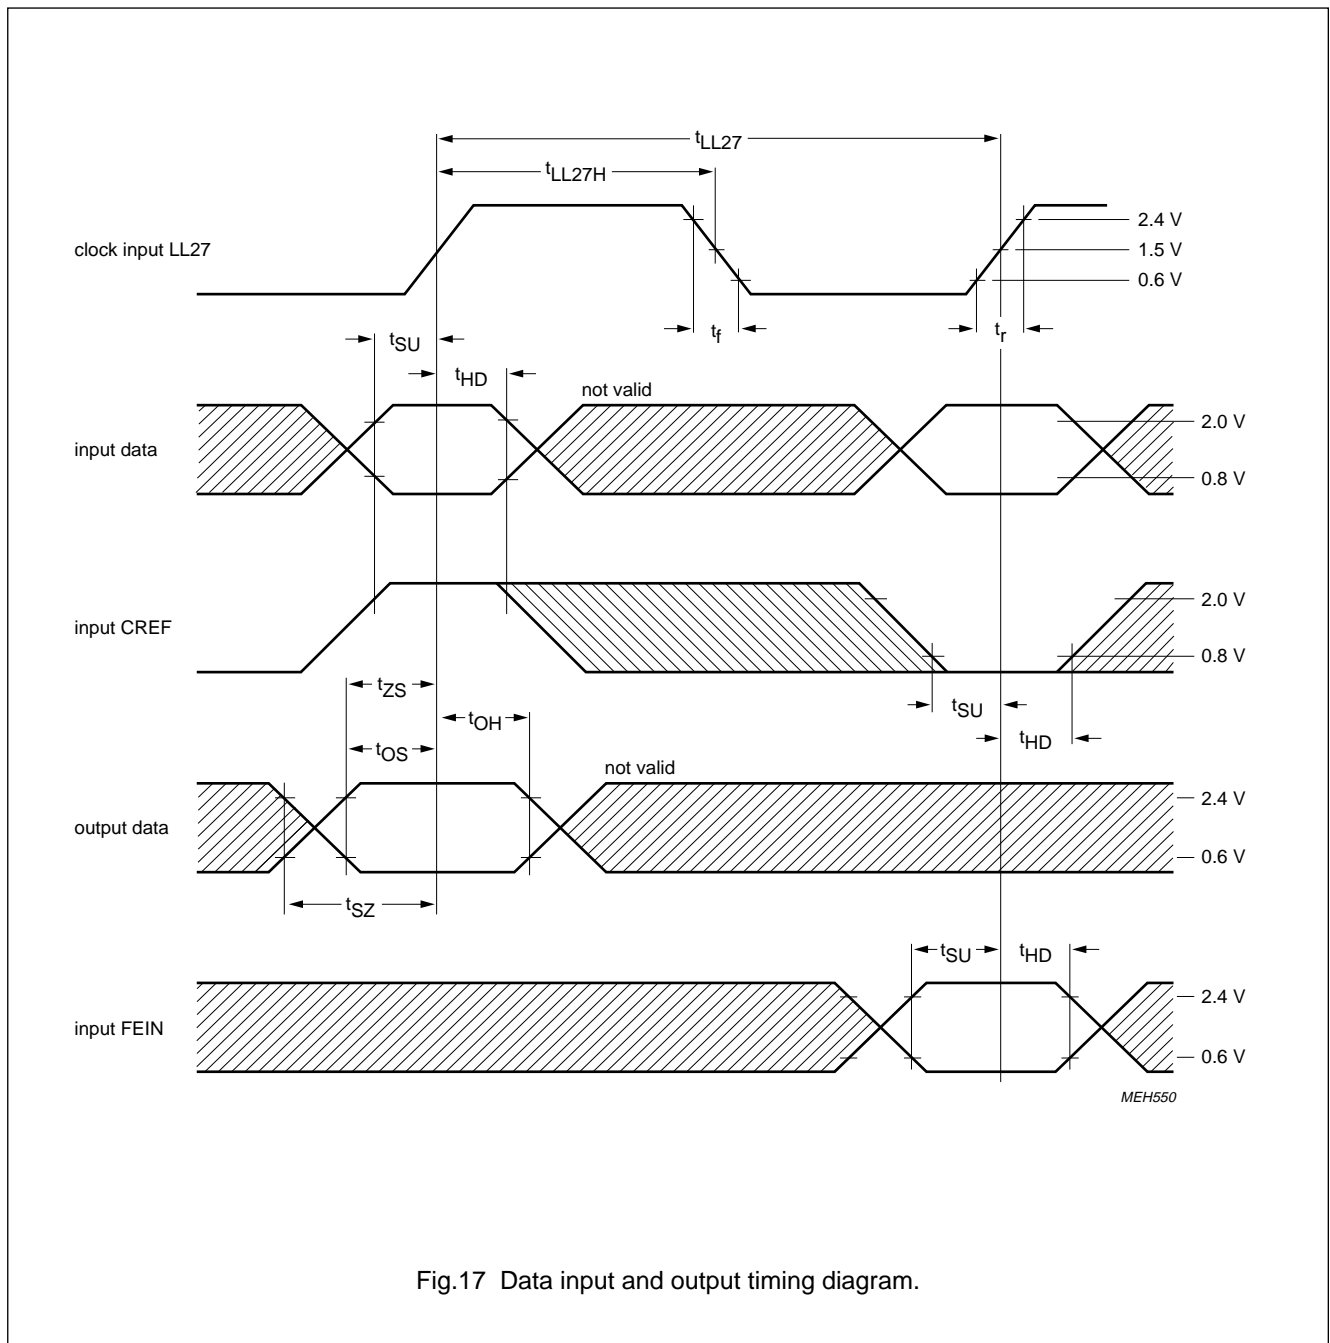 tLL27
tLL27H
clock input LL27
2.4 V
1.5 V
0.6 V
tSU
tf
tr
tHD
not valid
input data
2.0 V
0.8 V
input CREF
2.0 V
0.8 V
tZS
tSU
tOH
tHD
tOS
not valid
output data
2.4 V
0.6 V
tSZ
tSU
tHD
input FEIN
2.4 V
0.6 V
MEH550
Fig.17 Data input and output timing diagram.